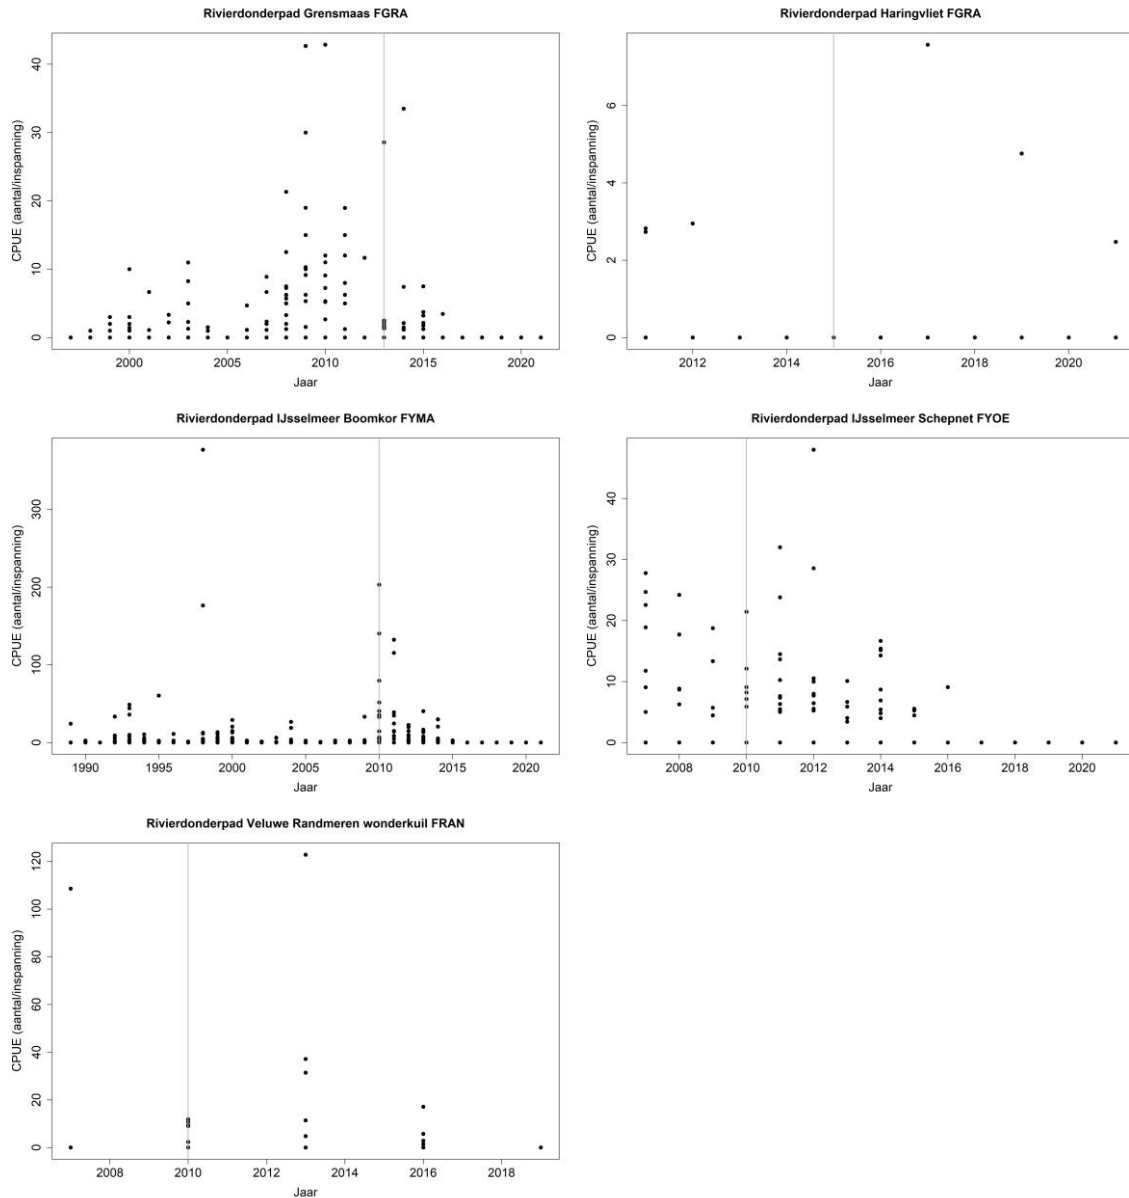 Rivierdonderpad Grensmaas FGRA
CPUE (aantal/inspanning)
40
30
20
10
0
2000 2005 2010 2015 2020
Jaar
Rivierdonderpad Haringvliet FGRA
CPUE (aantal/inspanning)
6
4
2
0
2012 2014 2016 2018 2020
Jaar
Rivierdonderpad IJsselmeer Boomkor FYMA
CPUE (aantal/inspanning)
300
200
100
0
1990 1995 2000 2005 2010 2015 2020
Jaar
Rivierdonderpad IJsselmeer Schepnet FYOE
CPUE (aantal/inspanning)
40
30
20
10
0
2008 2010 2012 2014 2016 2018 2020
Jaar
Rivierdonderpad Veluwe Randmeren wonderkuil FRAN
CPUE (aantal/inspanning)
120
100
80
60
40
20
0
2008 2010 2012 2014 2016 2018
Jaar